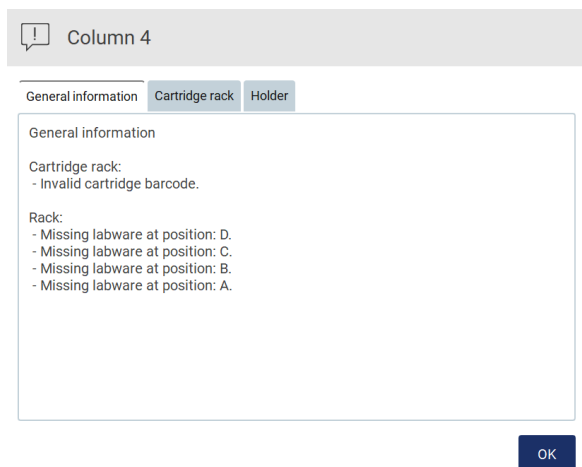 Column 4
General information Cartridge rack Holder
General information
Cartridge rack:
- Invalid cartridge barcode.
Rack:
- Missing labware at position: D.
- Missing labware at position: C.
- Missing labware at position: B.
- Missing labware at position: A.
OK